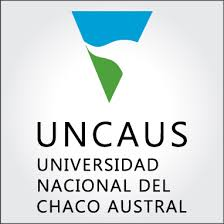 UNCAUS
UNIVERSIDAD
NACIONAL DEL
CHACO AUSTRAL